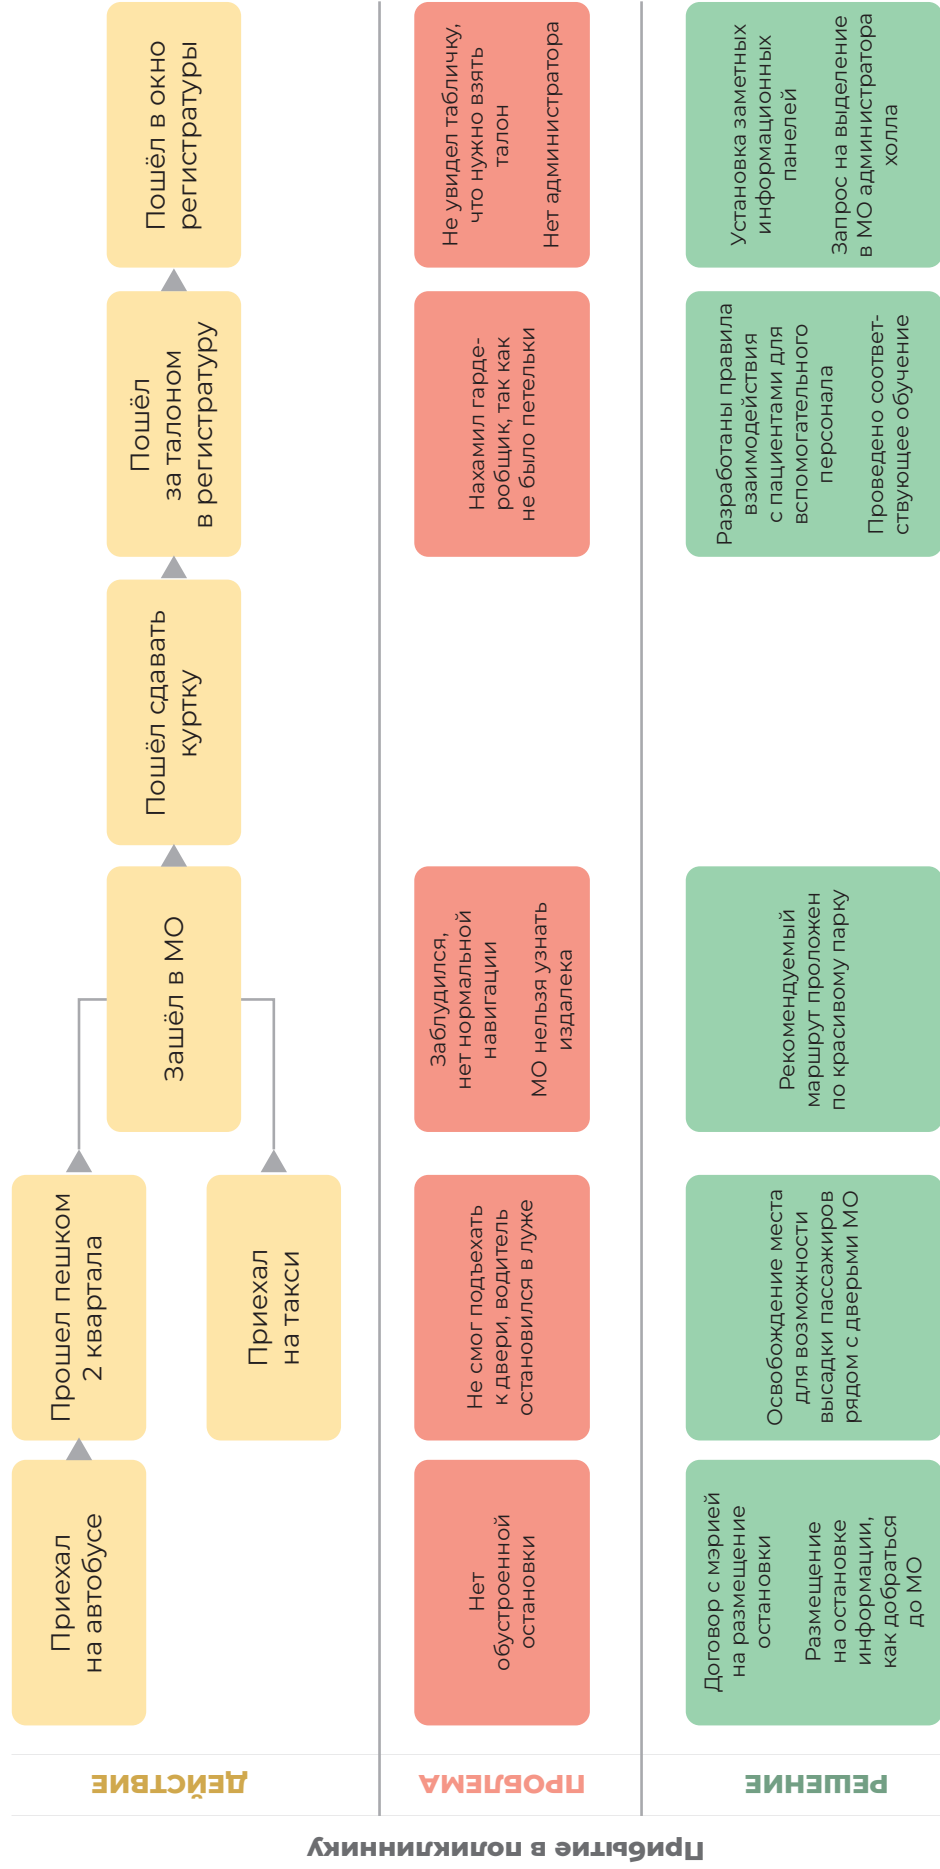 Прибытие в поликлиннику
ДЕЙСТВИЕ
Приехал
на автобусе
Прошел пешком
2 квартала
Приехал
на такси
Зашёл в МО
Пошёл сдавать
куртку
Пошёл
за талоном
в регистратуру
Пошёл в окно
регистратуры
ПРОБЛЕМА
Нет
обустроенной
остановки
Не смог подъехать
к двери, водитель
остановился в луже
Заблудился,
нет нормальной
навигации
МО нельзя узнать
издалека
Нахамил гарде-
робщик, так как
не было петельки
Не увидел табличку,
что нужно взять
талон
Нет администратора
РЕШЕНИЕ
Договор с мэрией
на размещение
остановки
Размещение
на остановке
информации,
как добраться
до МО
Освобождение места
для возможности
высадки пассажиров
рядом с дверьми МО
Рекомендуемый
маршрут проложен
по красивому парку
Разработаны правила
взаимодействия
с пациентами для
вспомогательного
персонала
Проведено соответ-
ствующее обучение
Установка заметных
информационных
панелей
Запрос на выделение
в МО администратора
холла